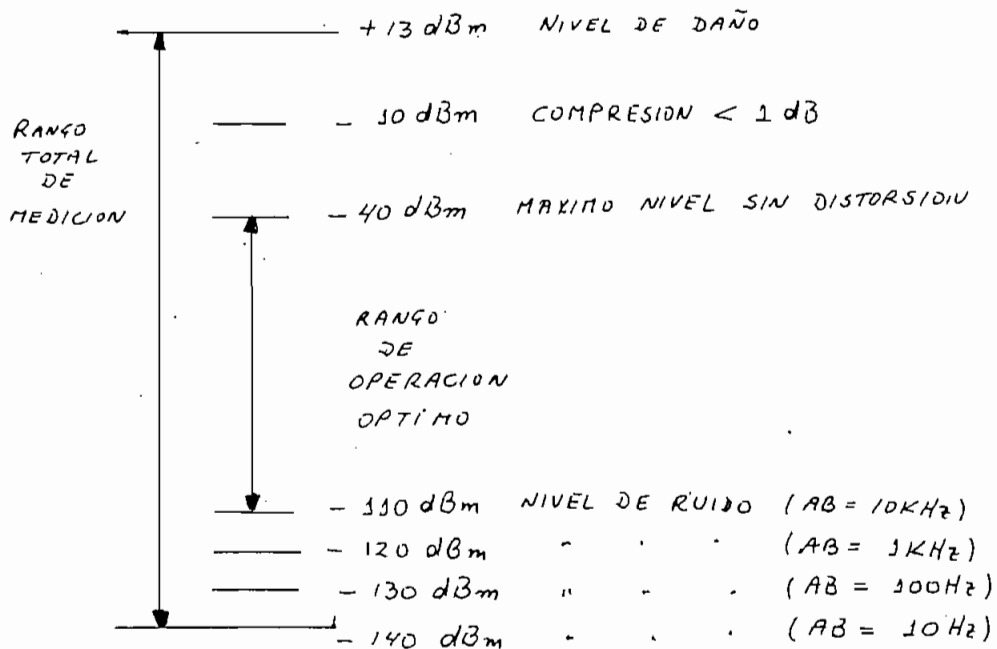 +13 dBm NIVEL DE DAÑO
- 10 dBm COMPRESION < 1 dB
RANGO
TOTAL
DE
MEDICION
- 40 dBm MAXIMO NIVEL SIN DISTORSION
RANGO
DE
OPERACION
OPTIMO
- 110 dBm NIVEL DE RUIDO (AB = 10KHz)
- 120 dBm " " " (AB = 1KHz)
- 130 dBm " " " (AB = 100Hz)
- 140 dBm " " " (AB = 10 Hz)